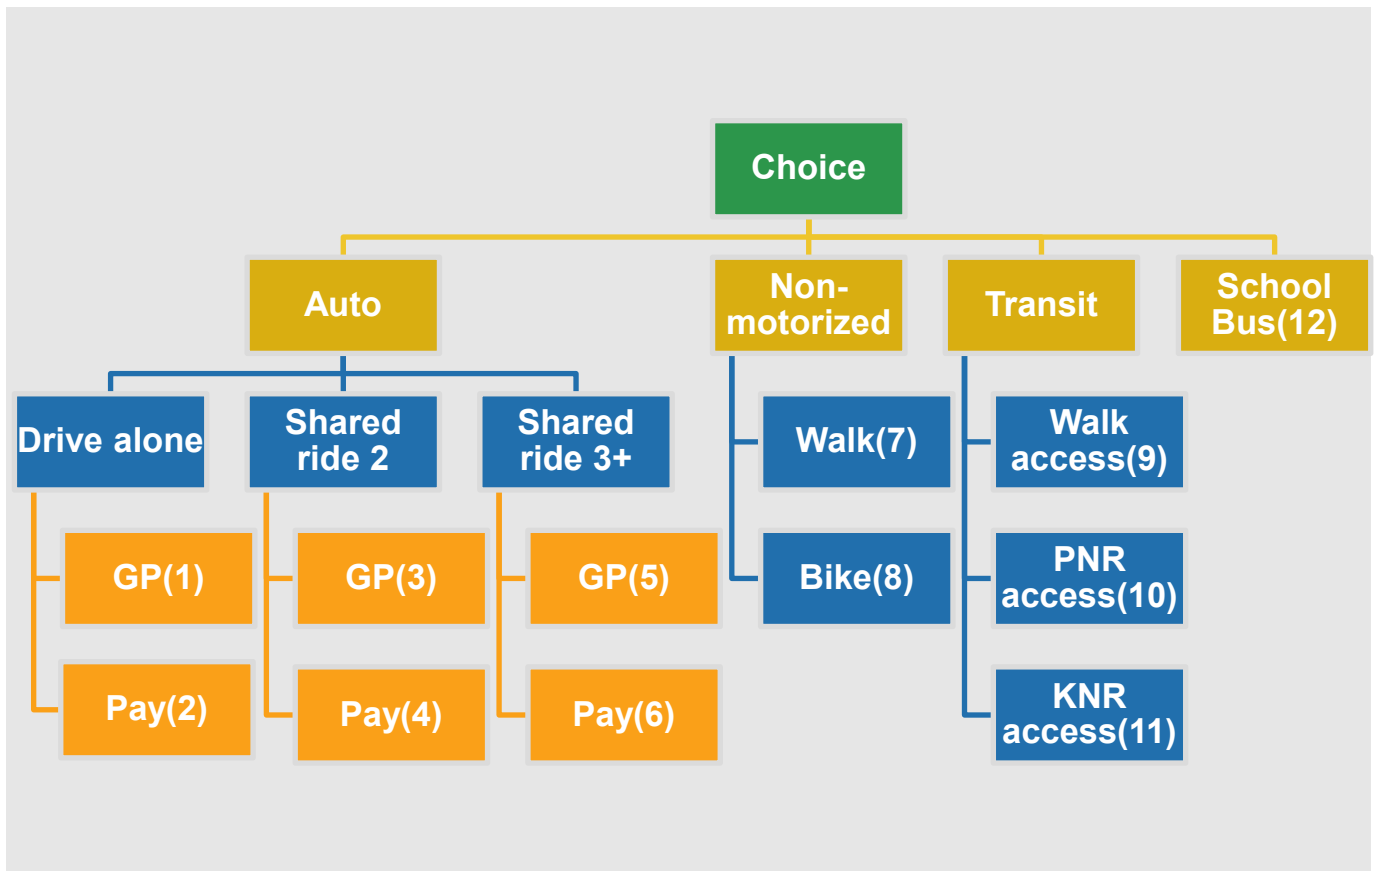 Choice
Auto
Non-
motorized
Transit
School
Bus(12)
Drive alone
Shared
ride 2
Shared
ride 3+
Walk(7)
Walk
access(9)
GP(1)
GP(3)
GP(5)
Bike(8)
PNR
access(10)
Pay(2)
Pay(4)
Pay(6)
KNR
access(11)